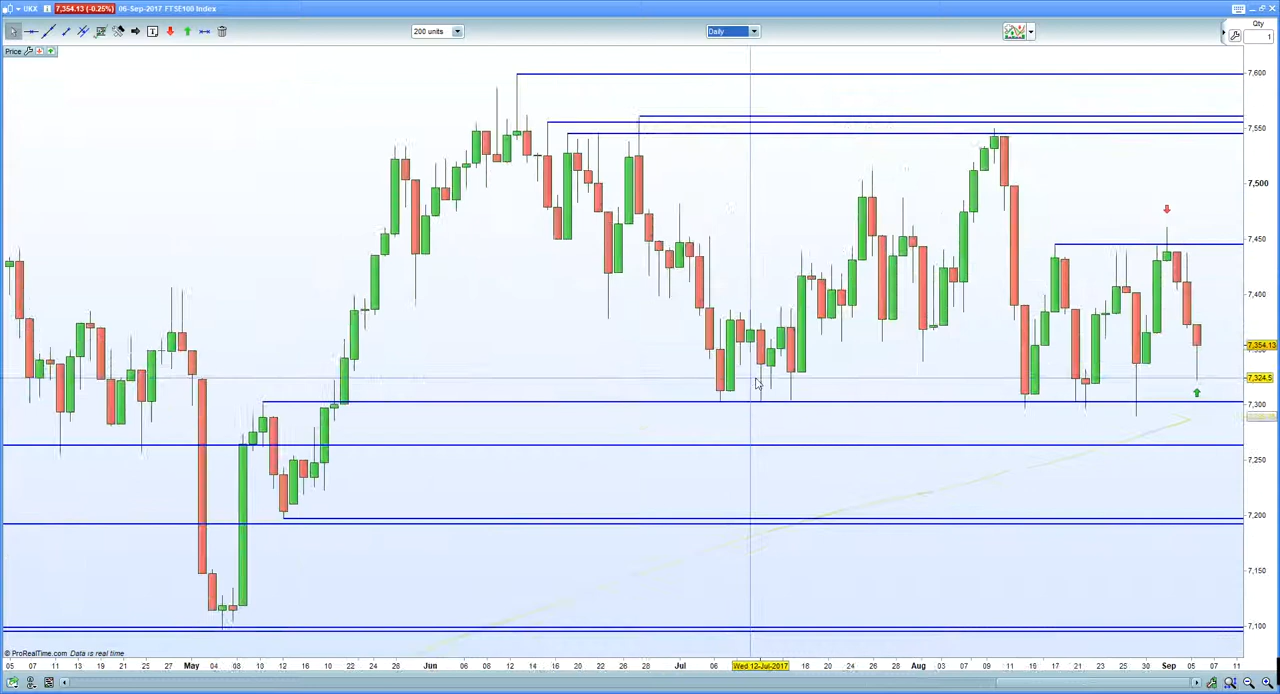 UKX 7,354.13 (-0.25%) 06-Sep-2017 FTSE100 Index
200 units Daily Qty
1
Price
7,600
7,550
7,500
7,450
7,400
7,354.13
7,324.5
7,300
7,250
7,200
7,150
7,100
© ProRealTime.com Data is real time
05 07 11 13 19 21 25 27 May 04 08 10 12 16 18 22 24 28 Jun 06 08 12 14 16 20 22 26 28 Jul 06 Wed 12-Jul-2017 18 20 24 26 28 Aug 03 07 09 11 15 17 21 23 25 30 Sep 05 07 11